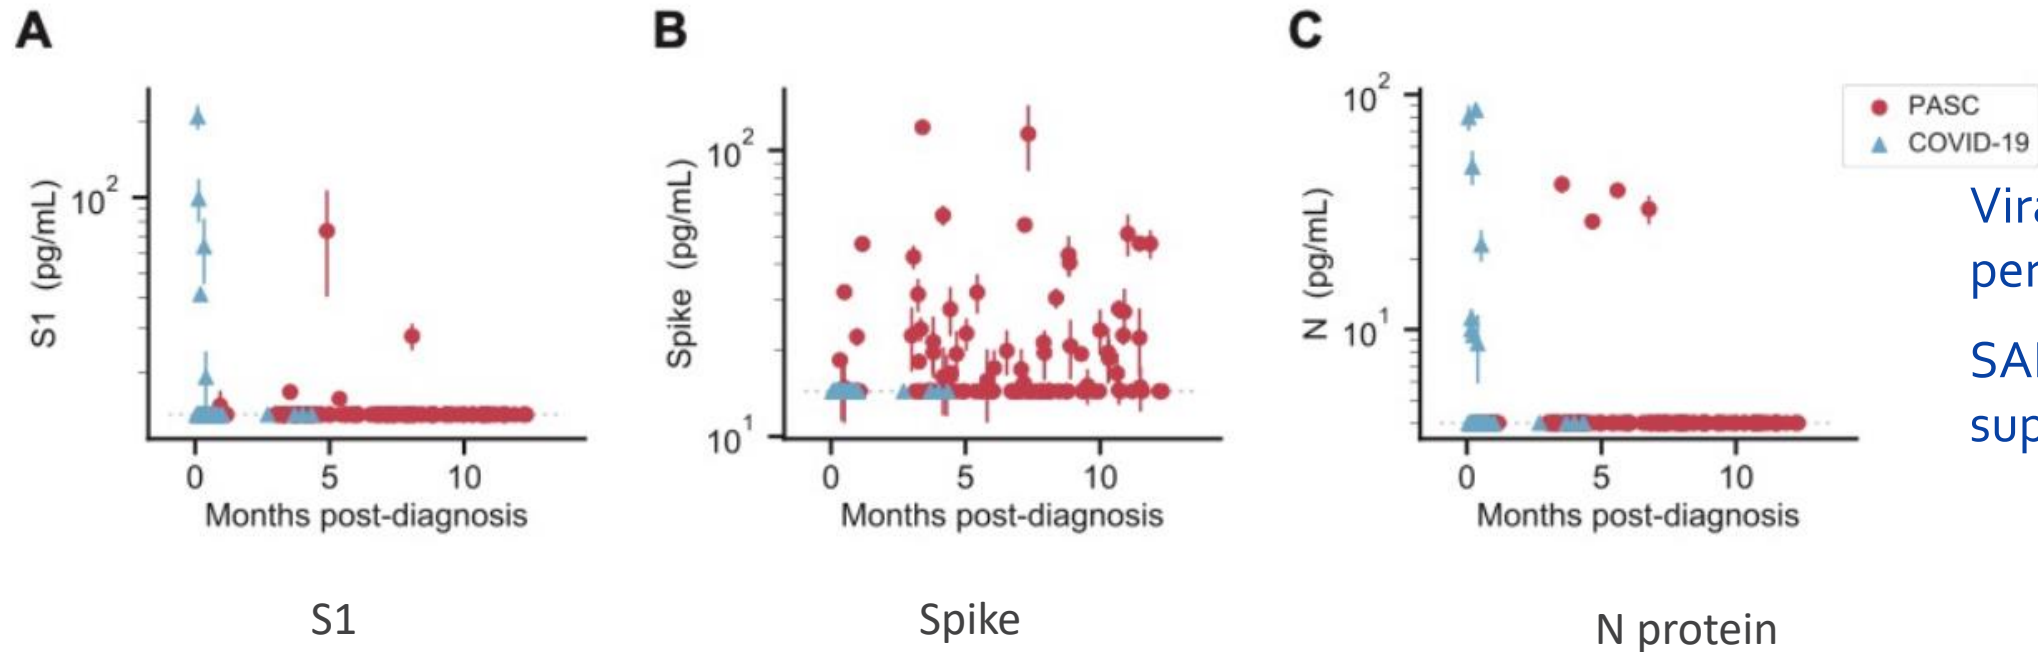 A
B
C
S1 (pg/mL)
10²
0 5 10
Months post-diagnosis
Spike (pg/mL)
10²
10¹
0 5 10
Months post-diagnosis
N (pg/mL)
10²
10¹
0 5 10
Months post-diagnosis
PASC
COVID-19
S1
Spike
N protein